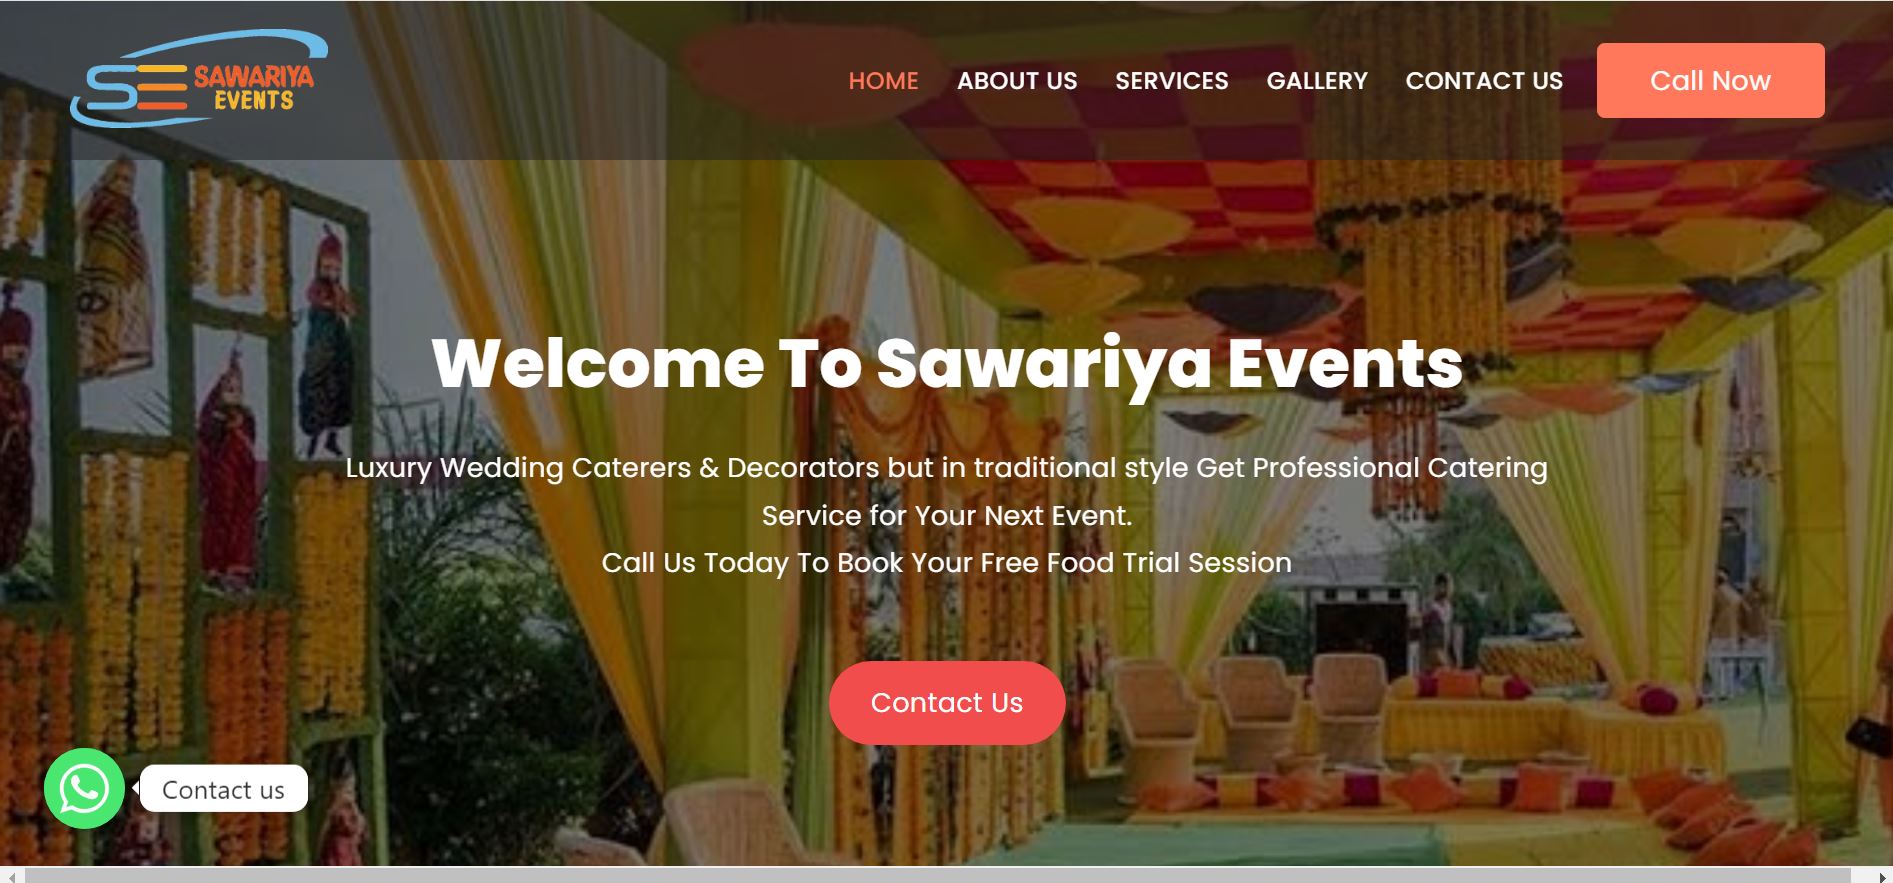 SE SAWARIYA
EVENTS
HOME ABOUT US SERVICES GALLERY CONTACT US Call Now
Welcome To Sawariya Events
Luxury Wedding Caterers & Decorators but in traditional style Get Professional Catering
Service for Your Next Event.
Call Us Today To Book Your Free Food Trial Session
Contact Us
Contact us